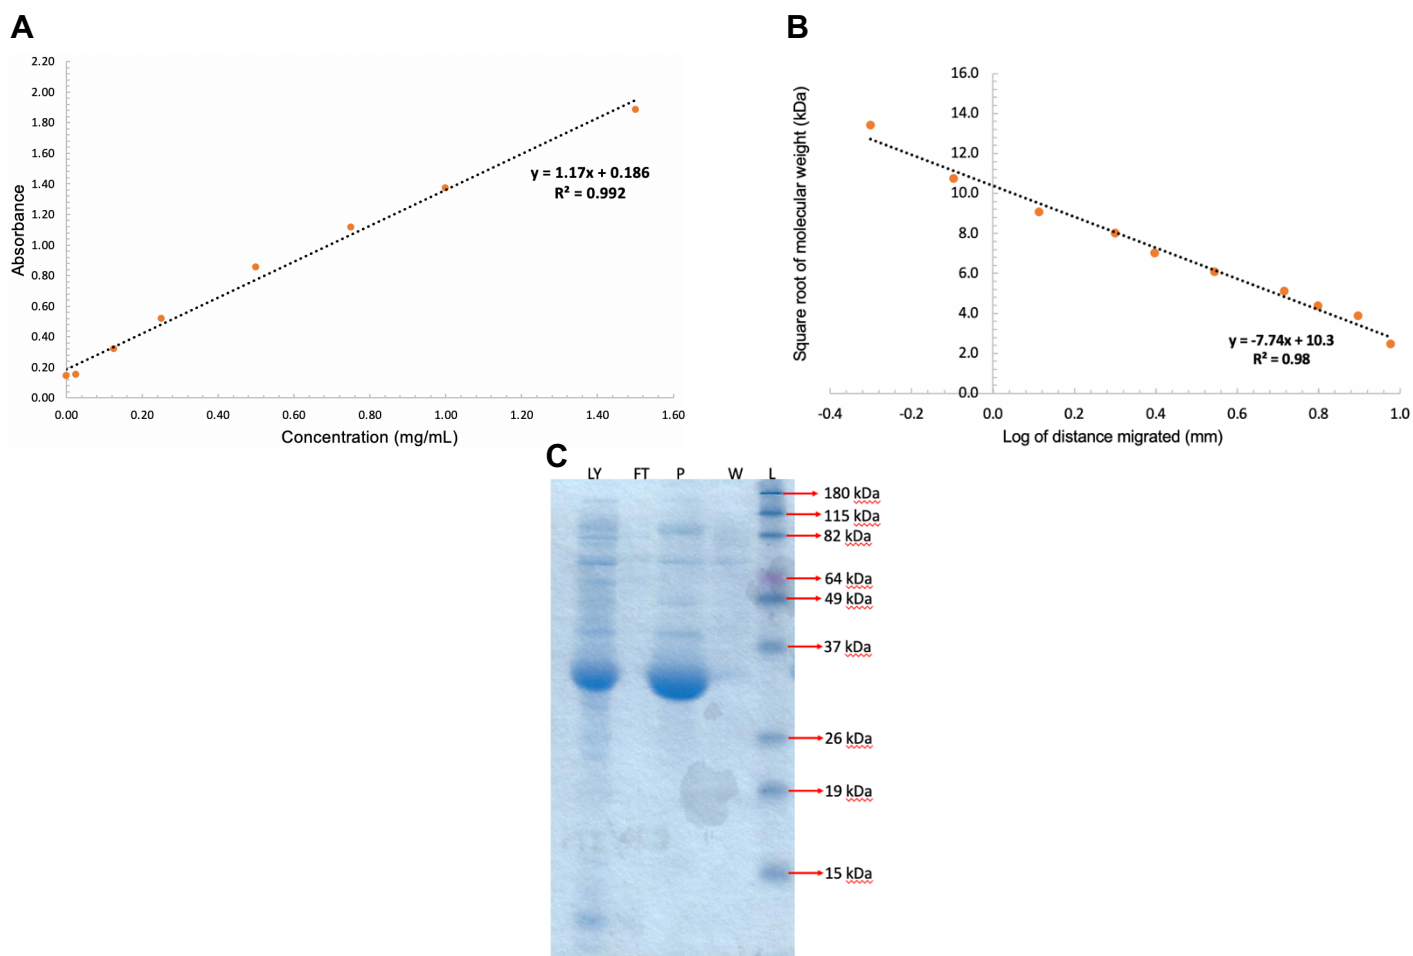 A
2.20
2.00
1.80
1.60
1.40
1.20
1.00
0.80
0.60
0.40
0.20
0.00
0.00 0.20 0.40 0.60 0.80 1.00 1.20 1.40 1.60
Absorbance
Concentration (mg/mL)
y = 1.17x + 0.186
R² = 0.992
B
16.0
14.0
12.0
10.0
8.0
6.0
4.0
2.0
0.0
-0.4 -0.2 0.0 0.2 0.4 0.6 0.8 1.0
Square root of molecular weight (kDa)
Log of distance migrated (mm)
y = -7.74x + 10.3
R² = 0.98
C
LY FT P W L
180 kDa
115 kDa
82 kDa
64 kDa
49 kDa
37 kDa
26 kDa
19 kDa
15 kDa